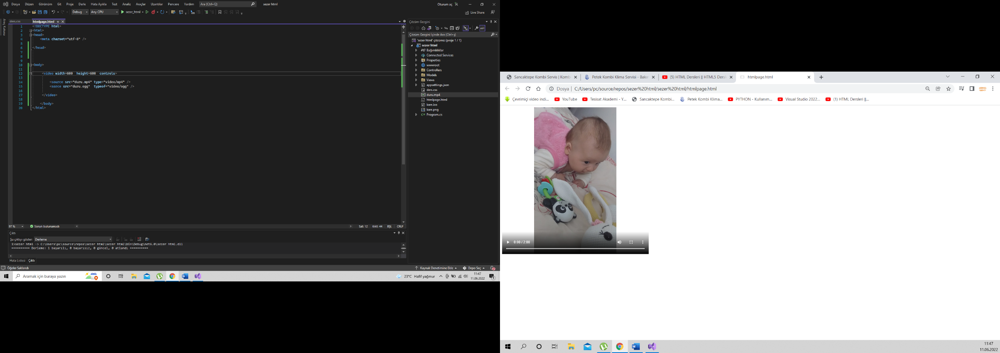 Dosya Düzen Görünüm Git Proje Derle Hata Ayıkla Test Analiz Araçlar Uzantılar Pencere Yardım Ara (Ctrl+Q) sezer html Oturum aç
Debug Any CPU sezer_html Live Share
Araç Kutusu
ders.css htmlpage.html
1 <!DOCTYPE html>
2 <html>
3 <head>
4 <meta charset="utf-8" />
5
6 </head>
7
8
9
10 <body>
11
12 <video width=600 height=600 controls>
13
14 <source src="duru.mp4" type="video/mp4" />
15 <sorce src="duru.ogg" typeof="video/ogg" />
16
17 </video>
18
19 </body>
20 </html>
97 % Sorun bulunamadı Sat: 12 Krkt: 44 BŞL CRLF
Çıktı
Şu çıktıyı göster: Derleme
1>sezer html -> C:\Users\pc\source\repos\sezer html\sezer html\bin\Debug\net6.0\sezer html.dll
========== Derleme: 1 başarılı, 0 başarısız, 0 güncel, 0 atlandı ==========
Hata Listesi Çıktı
Öğeler Saklandı Kaynak Denetimine Ekle Depo Seç 2
Çözüm Gezgini
Çözüm Gezgini İçinde Ara (Ctrl+ş)
'sezer html' çözümü (proje 1 / 1)
sezer html
Bağımlılıklar
Connected Services
Properties
wwwroot
Controllers
Models
Views
appsettings.json
ders.css
duru.mp4
htmlpage.html
kare.ico
kare.png
C# Program.cs
Aramak için buraya yazın 23°C Hafif yağmur 11:47
11.06.2022 1
Sancaktepe Kombi Servis | Kombi Petek Kombi Klima Servisi - Bakım (5) HTML Dersleri || HTML5 Dersl htmlpage.html
Dosya | C:/Users/pc/source/repos/sezer%20html/sezer%20html/htmlpage.html
Çevrimiçi video indi... YouTube Tesisat Akademi - Y... Sancaktepe Kombi... Petek Kombi Klima... PYTHON - Kullanım... Visual Studio 2022... (1) HTML Dersleri ||...
0:00 / 2:00
11:47
11.06.2022